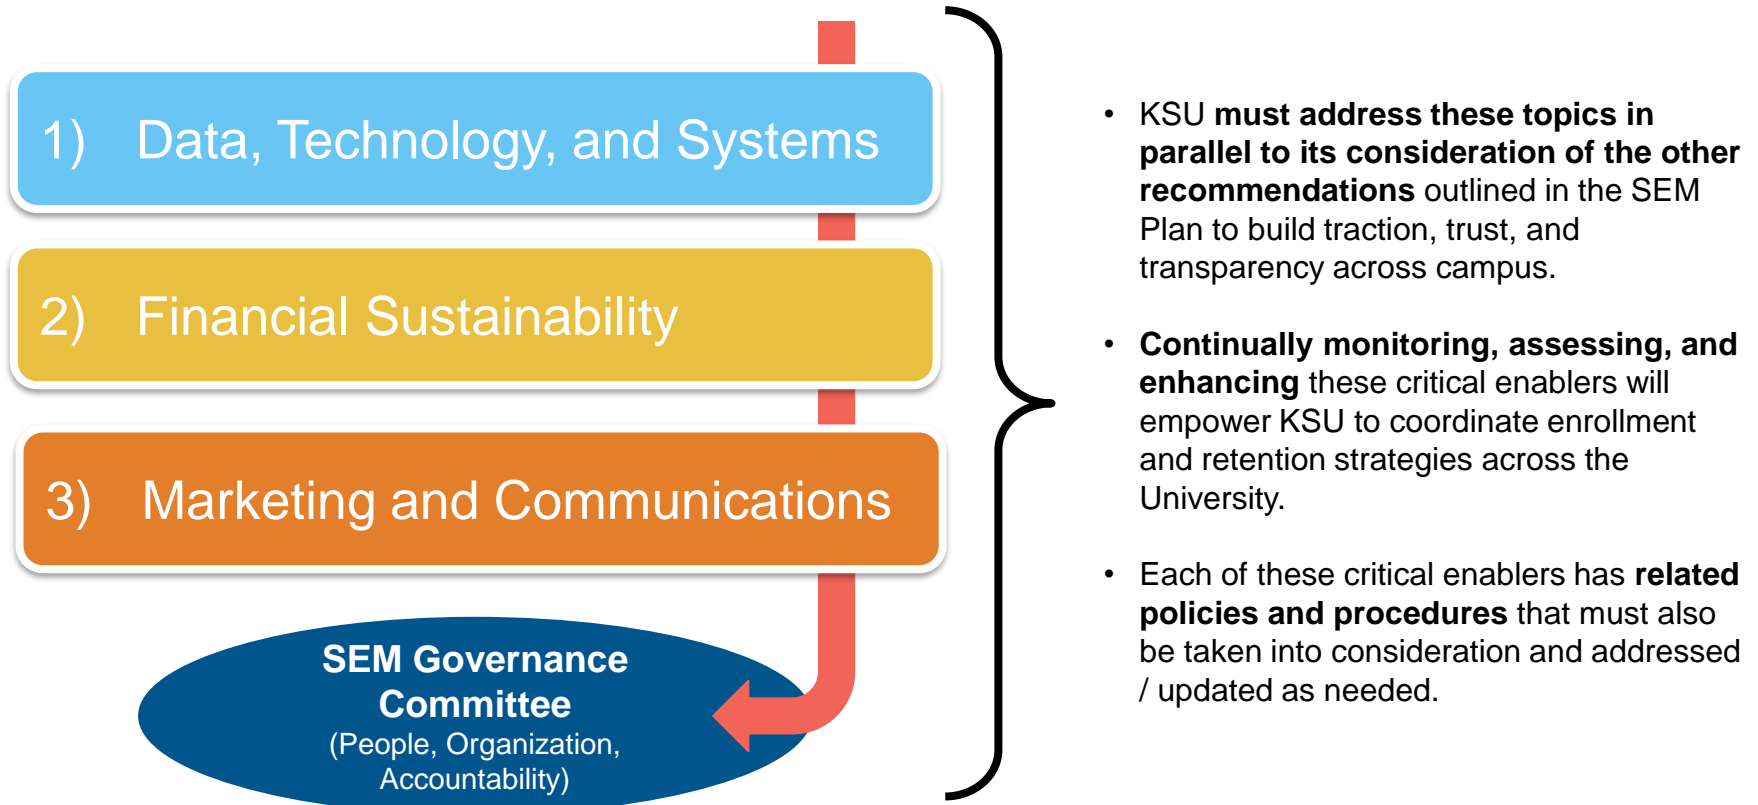 1) Data, Technology, and Systems
2) Financial Sustainability
3) Marketing and Communications
SEM Governance
Committee
(People, Organization,
Accountability)
• KSU must address these topics in
parallel to its consideration of the other
recommendations outlined in the SEM
Plan to build traction, trust, and
transparency across campus.
• Continually monitoring, assessing, and
enhancing these critical enablers will
empower KSU to coordinate enrollment
and retention strategies across the
University.
• Each of these critical enablers has related
policies and procedures that must also
be taken into consideration and addressed
/ updated as needed.